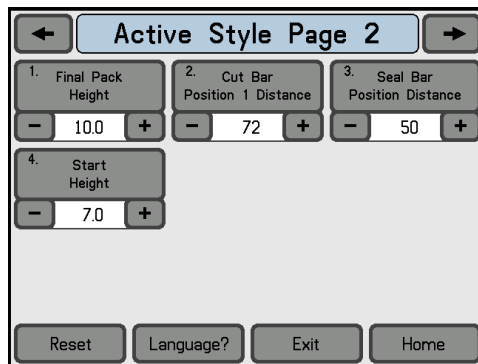 Active Style Page 2
1. Final Pack
Height
- 10.0 +
2. Cut Bar
Position 1 Distance
- 72 +
3. Seal Bar
Position Distance
- 50 +
4. Start
Height
- 7.0 +
Reset
Language?
Exit
Home